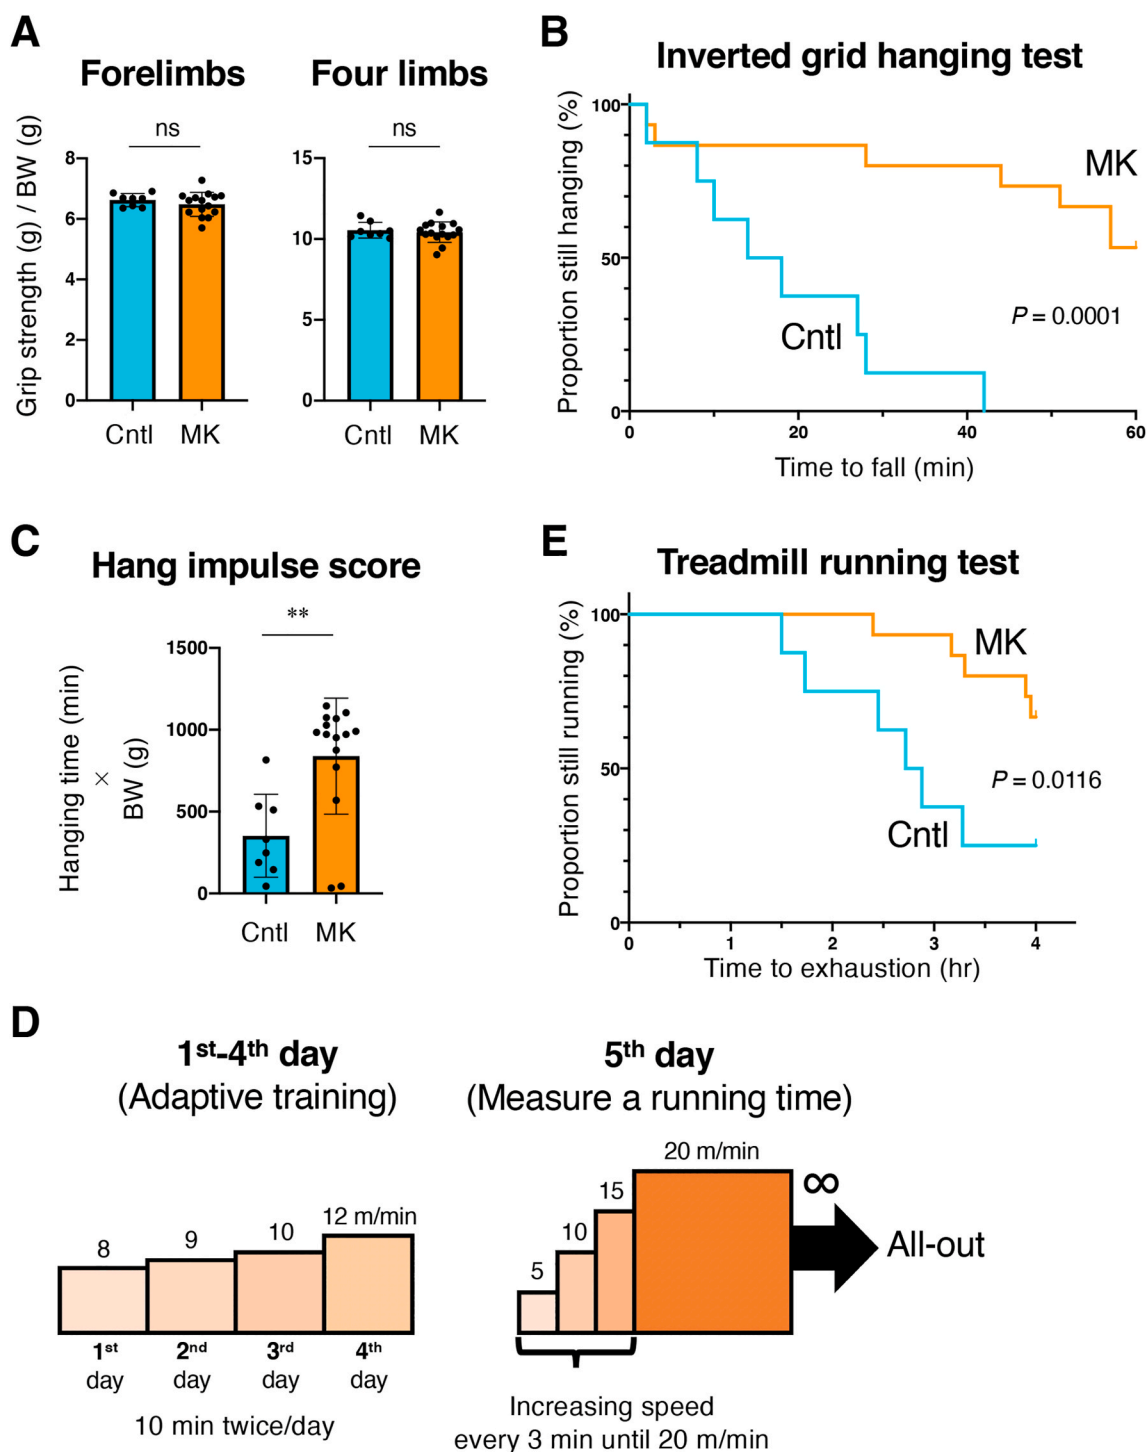 A
Forelimbs
Four limbs
ns
ns
Grip strength (g) / BW (g)
8
6
4
2
0
15
10
5
0
Cntl
MK
Cntl
MK
B
Inverted grid hanging test
Proportion still hanging (%)
100
50
0
MK
Cntl
P = 0.0001
0
20
40
60
Time to fall (min)
C
Hang impulse score
**
Hanging time (min)
×
BW (g)
1500
1000
500
0
Cntl
MK
E
Treadmill running test
Proportion still running (%)
100
50
0
MK
Cntl
P = 0.0116
0
1
2
3
4
Time to exhaustion (hr)
D
1st-4th day
(Adaptive training)
8
9
10
12 m/min
1st
day
2nd
day
3rd
day
4th
day
10 min twice/day
5th day
(Measure a running time)
5
10
15
20 m/min
∞
All-out
Increasing speed
every 3 min until 20 m/min